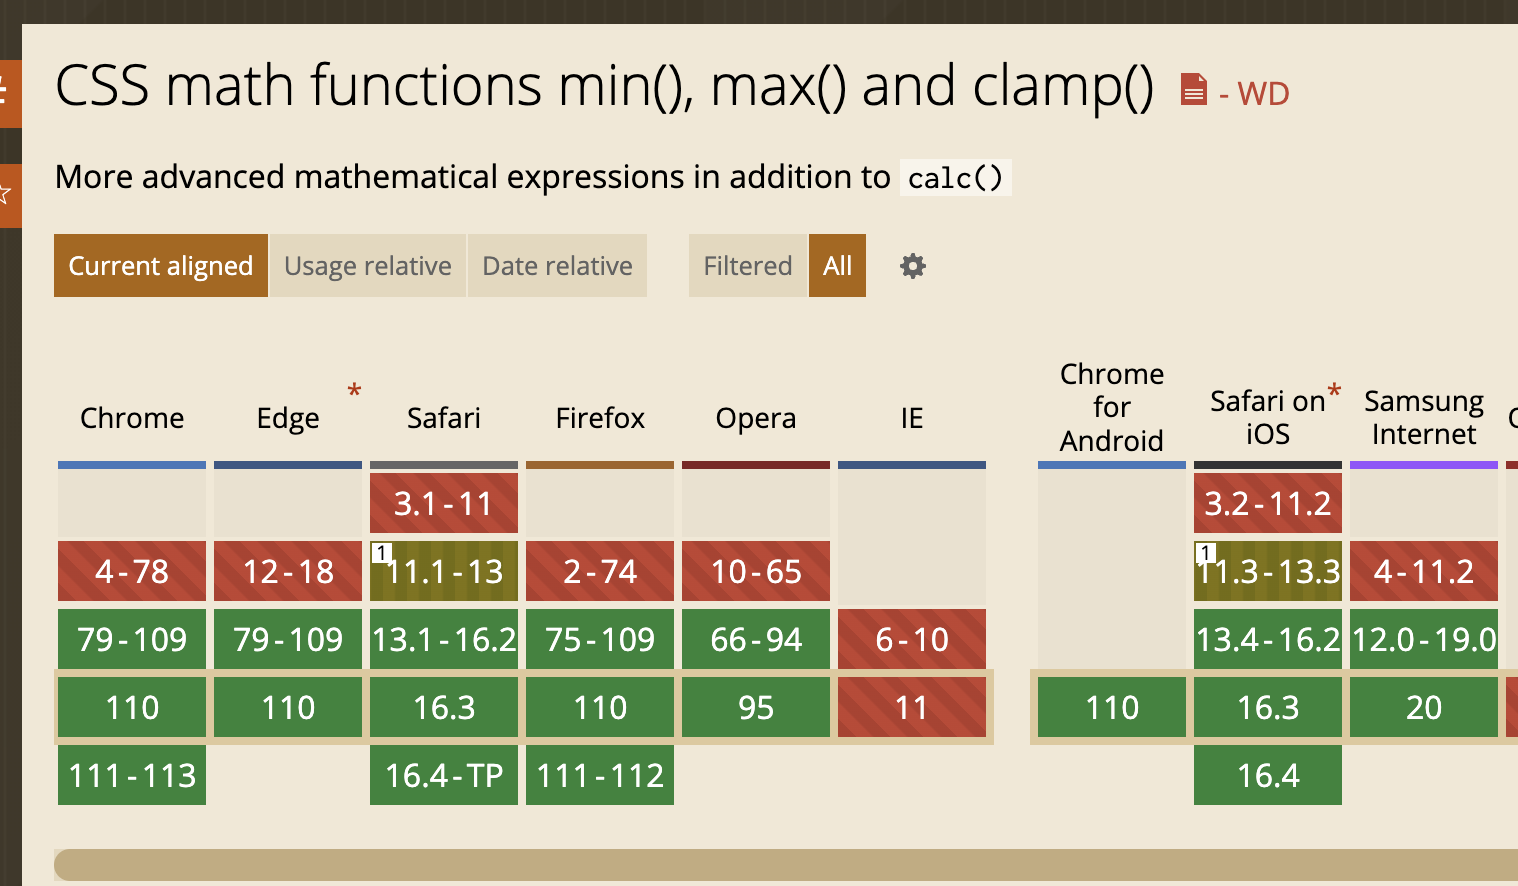 CSS math functions min(), max() and clamp() - WD
More advanced mathematical expressions in addition to calc()
Current aligned Usage relative Date relative Filtered All
Chrome Edge * Safari Firefox Opera IE Chrome for Android Safari on * iOS Samsung Internet
3.1-11 3.2-11.2
4-78 12-18 1 11.1-13 2-74 10-65 1 11.3-13.3 4-11.2
79-109 79-109 13.1-16.2 75-109 66-94 6-10 13.4-16.2 12.0-19.0
110 110 16.3 110 95 11 110 16.3 20
111-113 16.4-TP 111-112 16.4